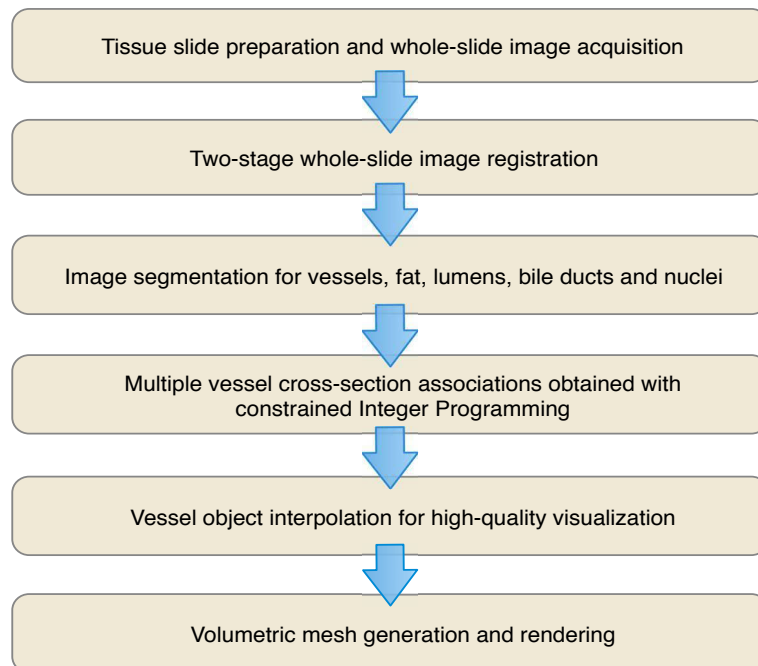 Tissue slide preparation and whole-slide image acquisition
Two-stage whole-slide image registration
Image segmentation for vessels, fat, lumens, bile ducts and nuclei
Multiple vessel cross-section associations obtained with
constrained Integer Programming
Vessel object interpolation for high-quality visualization
Volumetric mesh generation and rendering